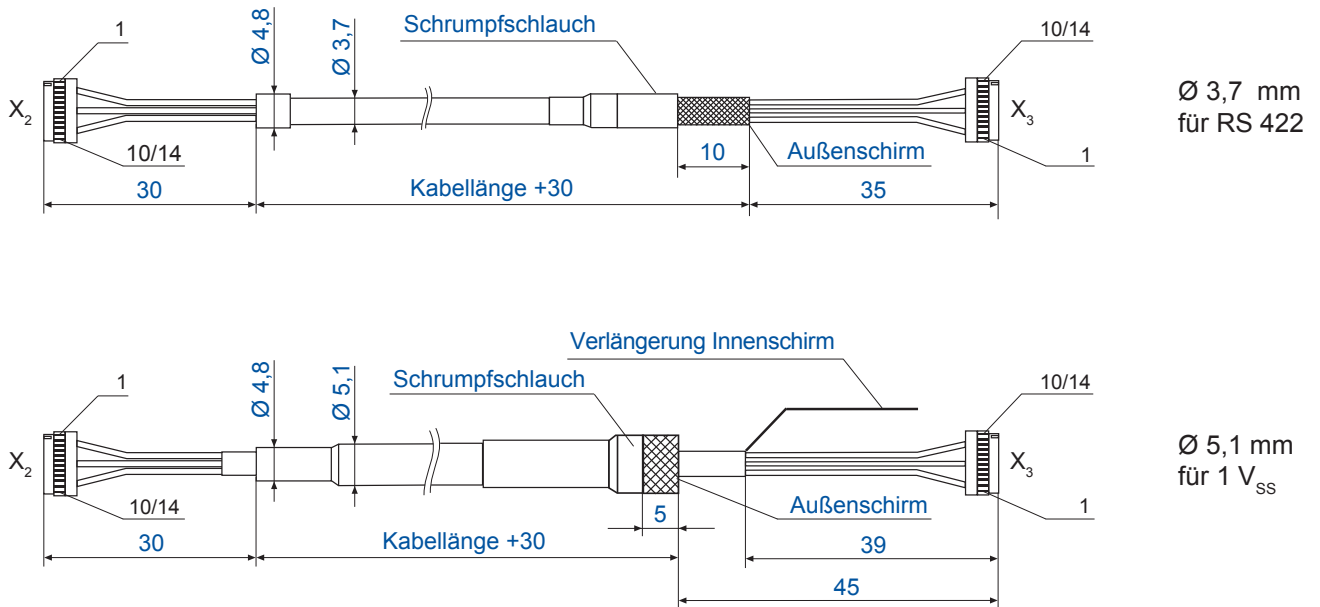 1
Ø 4,8
Ø 3,7
Schrumpfschlauch
10/14
X₂
X₃
Ø 3,7 mm
für RS 422
10/14
10
Außenschirm
1
30
Kabellänge +30
35
Verlängerung Innenschirm
1
Ø 4,8
Ø 5,1
Schrumpfschlauch
10/14
X₂
X₃
Ø 5,1 mm
für 1 V_SS
10/14
5
Außenschirm
1
30
Kabellänge +30
39
45